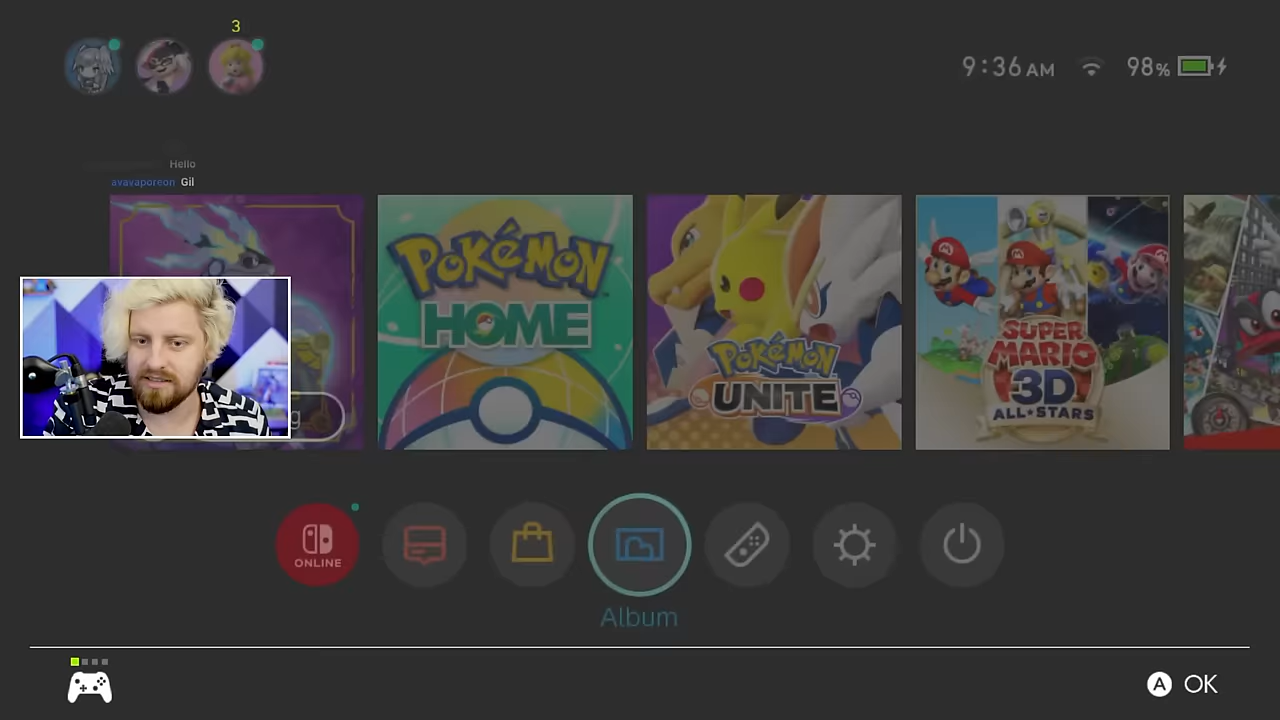 3
9:36 AM
98%
Hello
avavaporeon Gil
POKéMON
HOME
POKéMON
UNITE
SUPER
MARIO
3D
ALL★STARS
g
ONLINE
Album
A OK